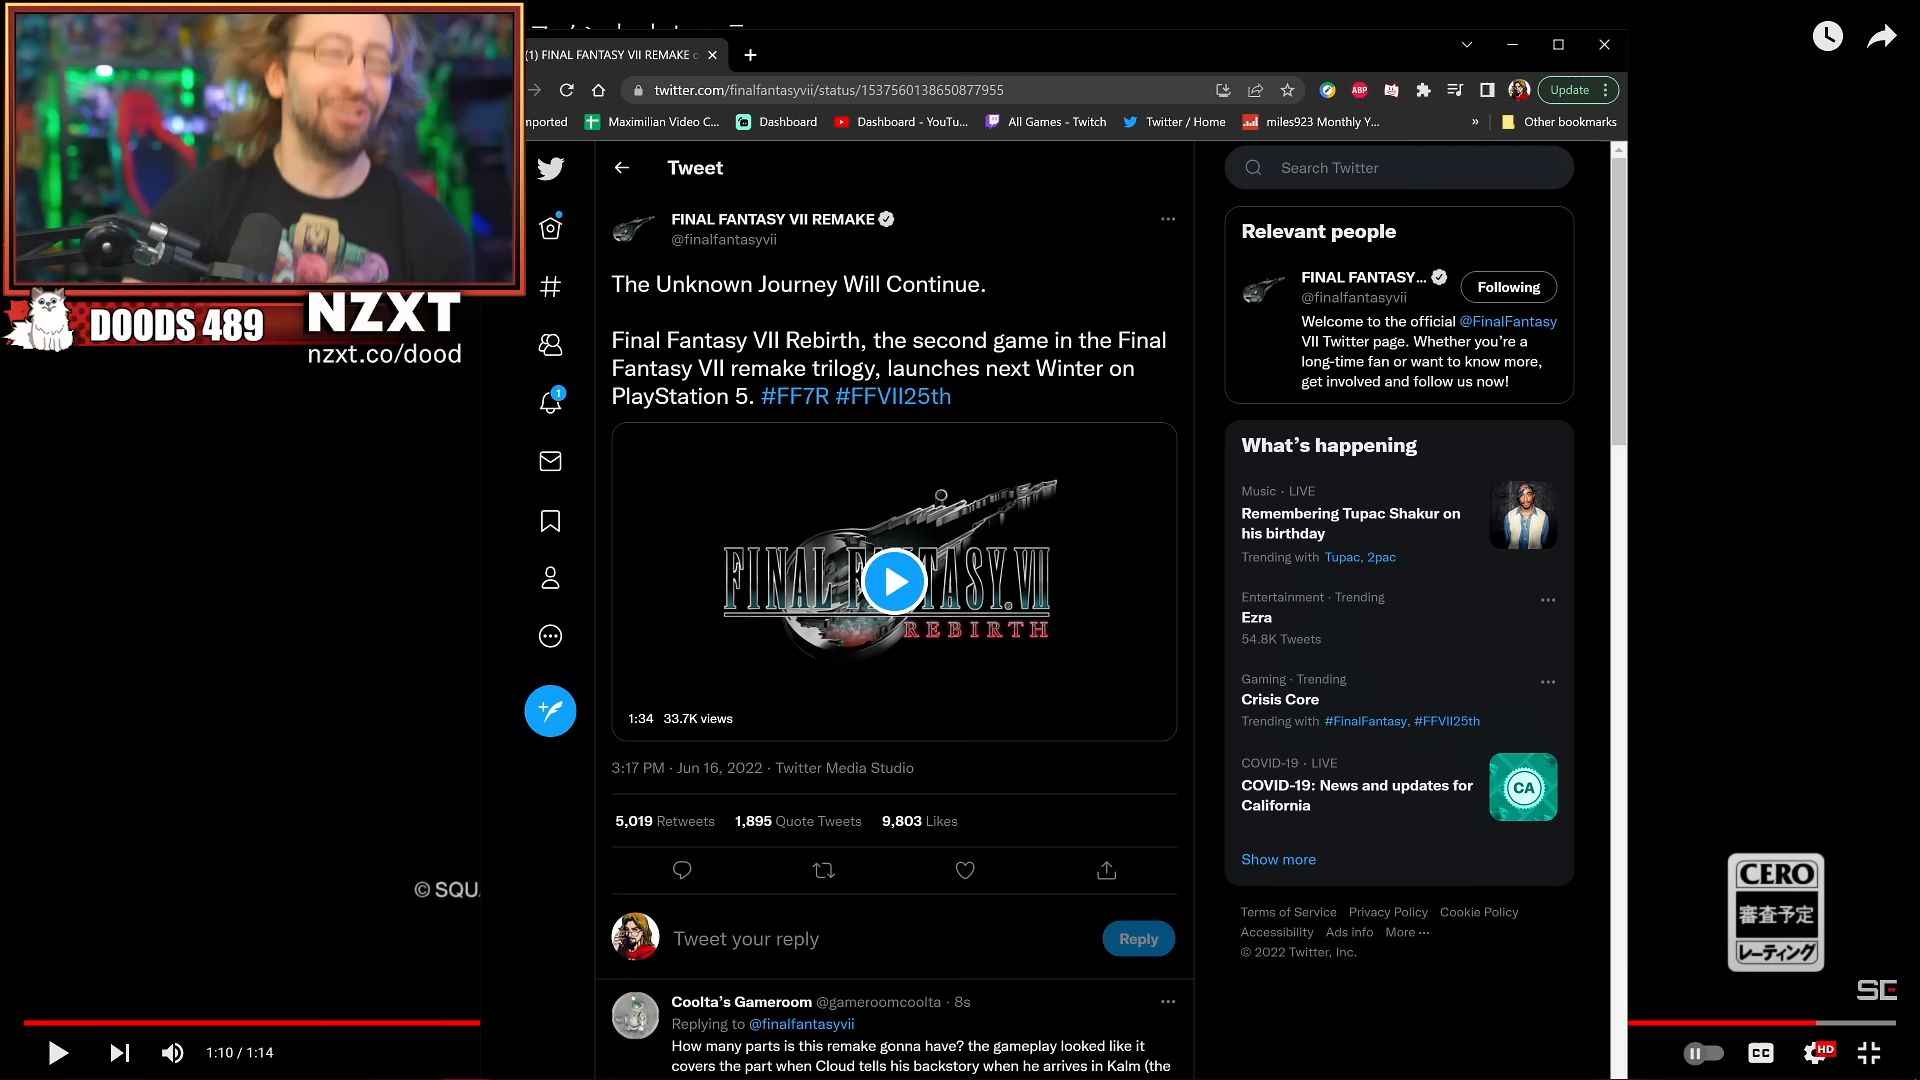 (1) FINAL FANTASY VII REMAKE
twitter.com/finalfantasyvii/status/1537560138650877955
Update
mported
Maximilian Video C...
Dashboard
Dashboard - YouTu...
All Games - Twitch
Twitter / Home
miles923 Monthly Y...
»
Other bookmarks
DOODS 489
NZXT
nzxt.co/dood
Tweet
FINAL FANTASY VII REMAKE
@finalfantasyvii
The Unknown Journey Will Continue.
Final Fantasy VII Rebirth, the second game in the Final
Fantasy VII remake trilogy, launches next Winter on
PlayStation 5. #FF7R #FFVII25th
FINAL FANTASY VII
REBIRTH
1:34 33.7K views
3:17 PM · Jun 16, 2022 · Twitter Media Studio
5,019 Retweets 1,895 Quote Tweets 9,803 Likes
Tweet your reply
Reply
Coolta's Gameroom @gameroomcoolta · 8s
Replying to @finalfantasyvii
How many parts is this remake gonna have? the gameplay looked like it
covers the part when Cloud tells his backstory when he arrives in Kalm (the
1
Search Twitter
Relevant people
FINAL FANTASY...
@finalfantasyvii
Following
Welcome to the official @FinalFantasy
VII Twitter page. Whether you're a
long-time fan or want to know more,
get involved and follow us now!
What's happening
Music · LIVE
Remembering Tupac Shakur on
his birthday
Trending with Tupac, 2pac
Entertainment · Trending
Ezra
54.8K Tweets
Gaming · Trending
Crisis Core
Trending with #FinalFantasy, #FFVII25th
COVID-19 · LIVE
COVID-19: News and updates for
California
CA
Show more
Terms of Service Privacy Policy Cookie Policy
Accessibility Ads info More ···
© 2022 Twitter, Inc.
© SQU
CERO
審査予定
レーティング
SE
1:10 / 1:14
CC
HD
ABP